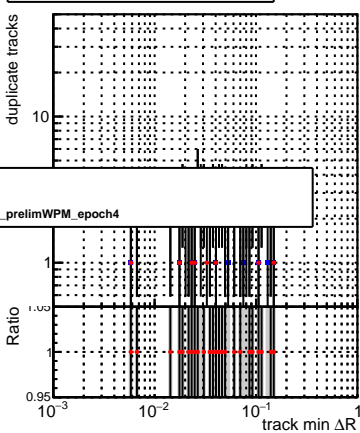 duplicate tracks
10
_prelimWPM_epoch4
1
1.05
Ratio
1
0.95
10⁻³ 10⁻² 10⁻¹ 1
track min ΔR